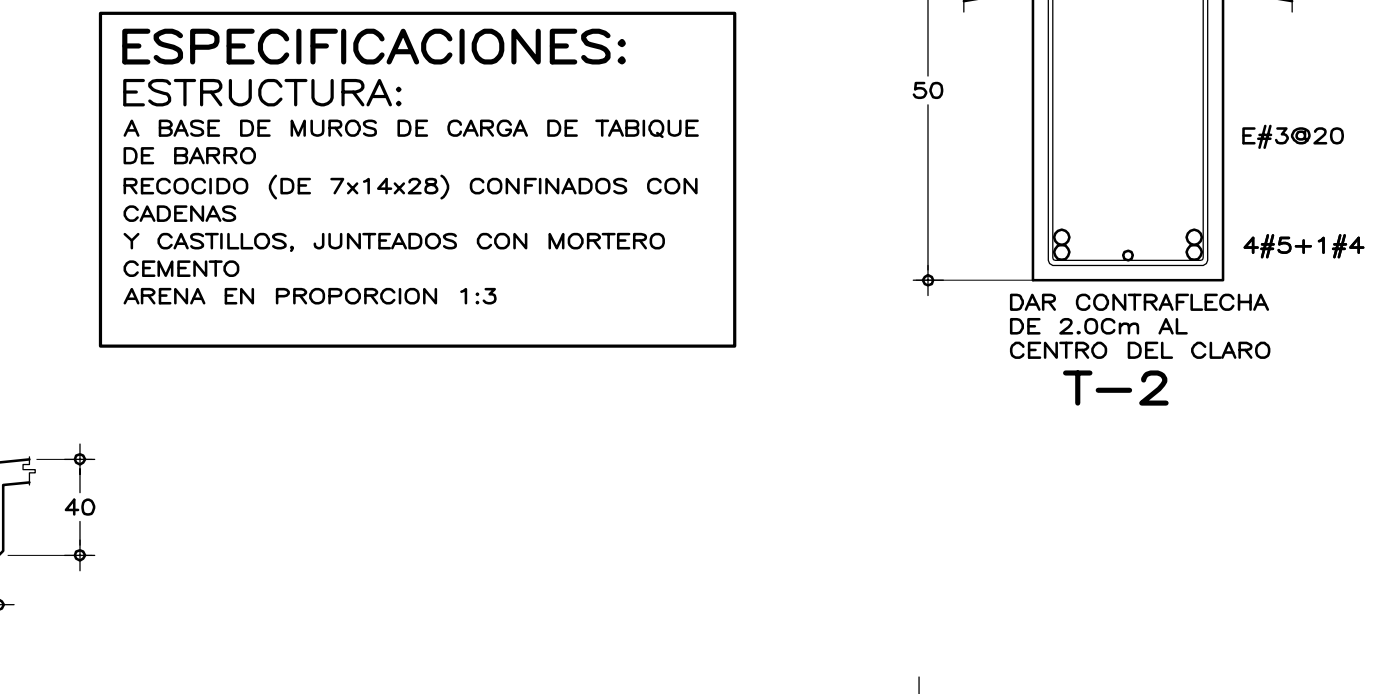 ESPECIFICACIONES:
ESTRUCTURA:
A BASE DE MUROS DE CARGA DE TABIQUE
DE BARRO
RECOCIDO (DE 7x14x28) CONFINADOS CON
CADENAS
Y CASTILLOS, JUNTEADOS CON MORTERO
CEMENTO
ARENA EN PROPORCION 1:3
50
E#3@20
4#5+1#4
DAR CONTRAFLECHA
DE 2.0Cm AL
CENTRO DEL CLARO
T-2
40